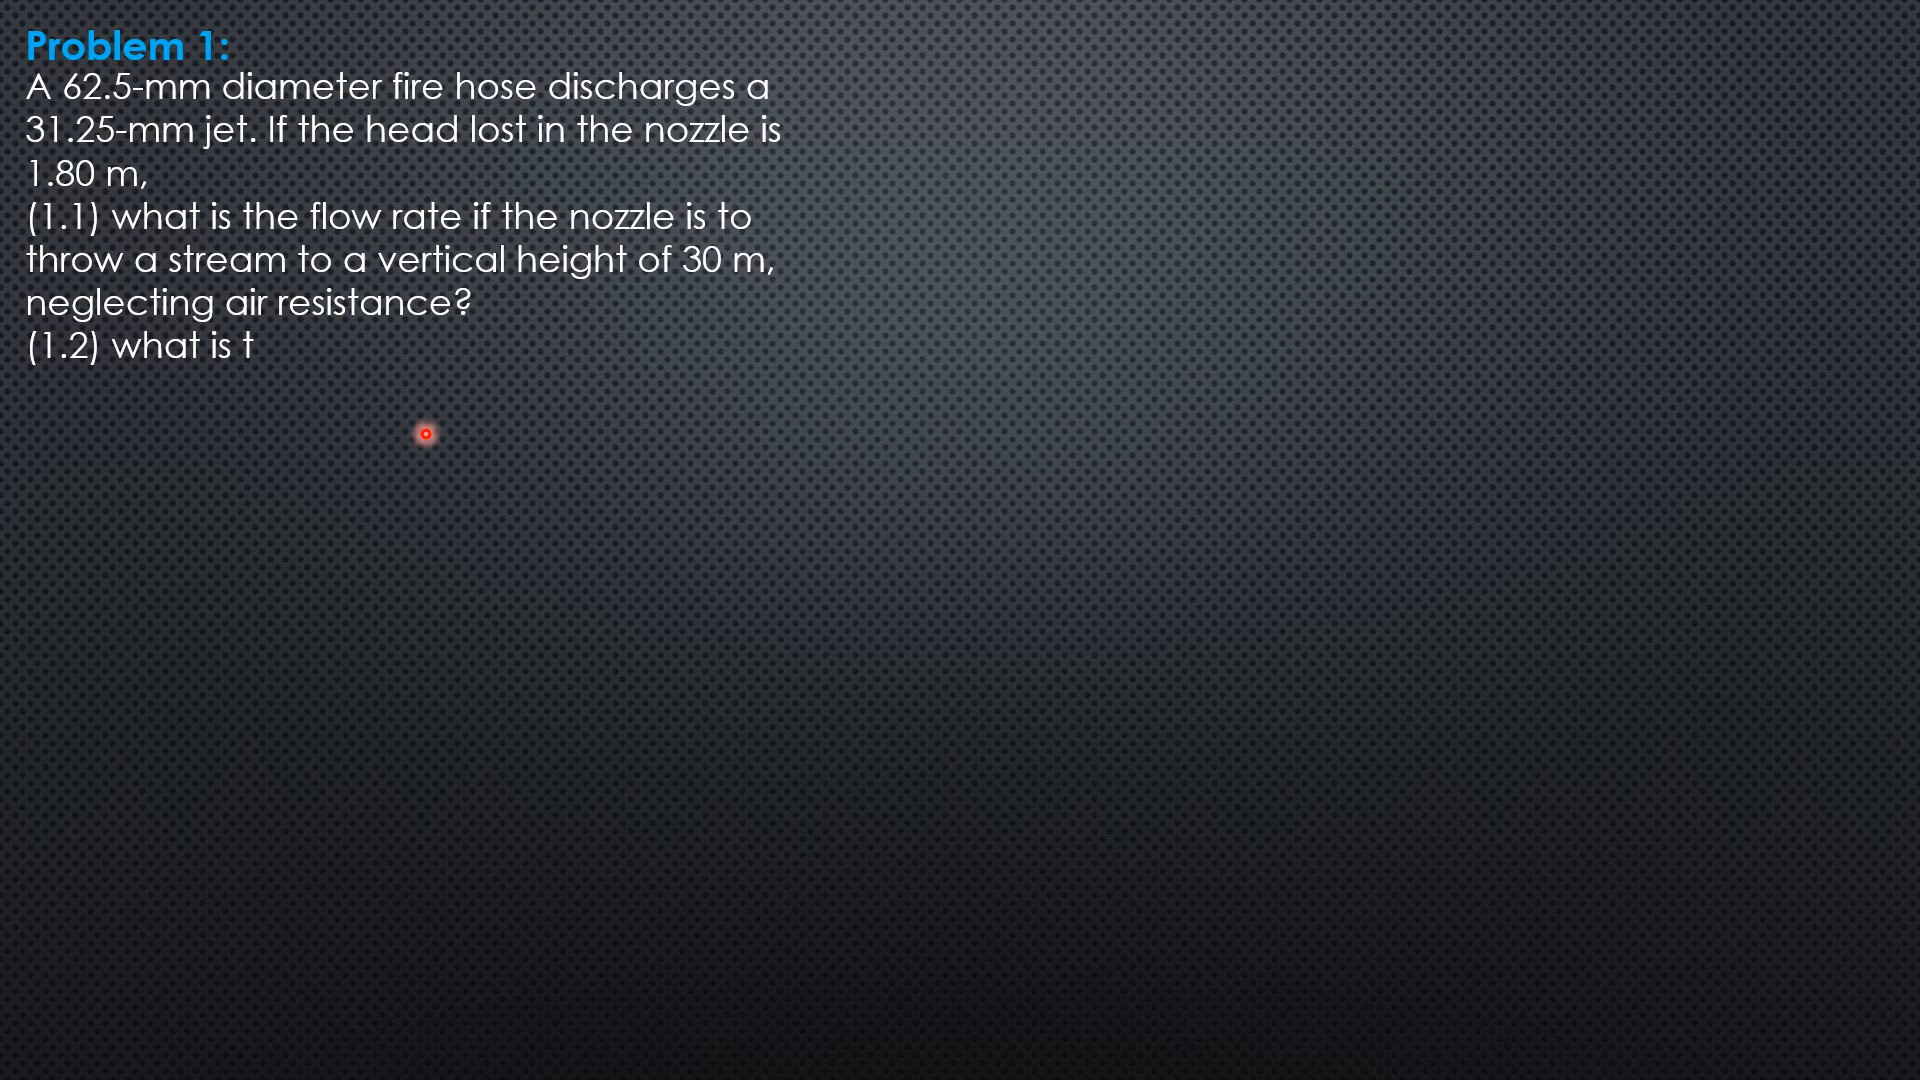 Problem 1:
A 62.5-mm diameter fire hose discharges a
31.25-mm jet. If the head lost in the nozzle is
1.80 m,
(1.1) what is the flow rate if the nozzle is to
throw a stream to a vertical height of 30 m,
neglecting air resistance?
(1.2) what is t